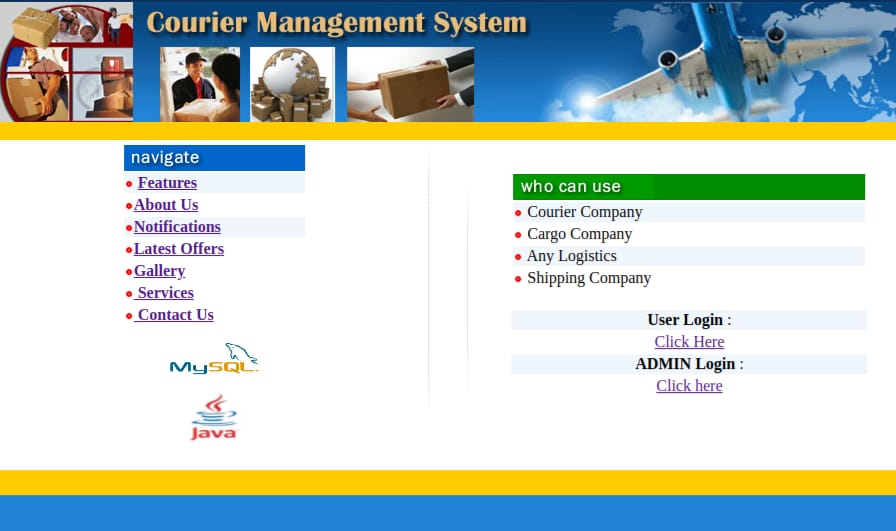 Courier Management System
navigate
Features
About Us
Notifications
Latest Offers
Gallery
Services
Contact Us
MySQL
Java
who can use
Courier Company
Cargo Company
Any Logistics
Shipping Company
User Login :
Click Here
ADMIN Login :
Click here